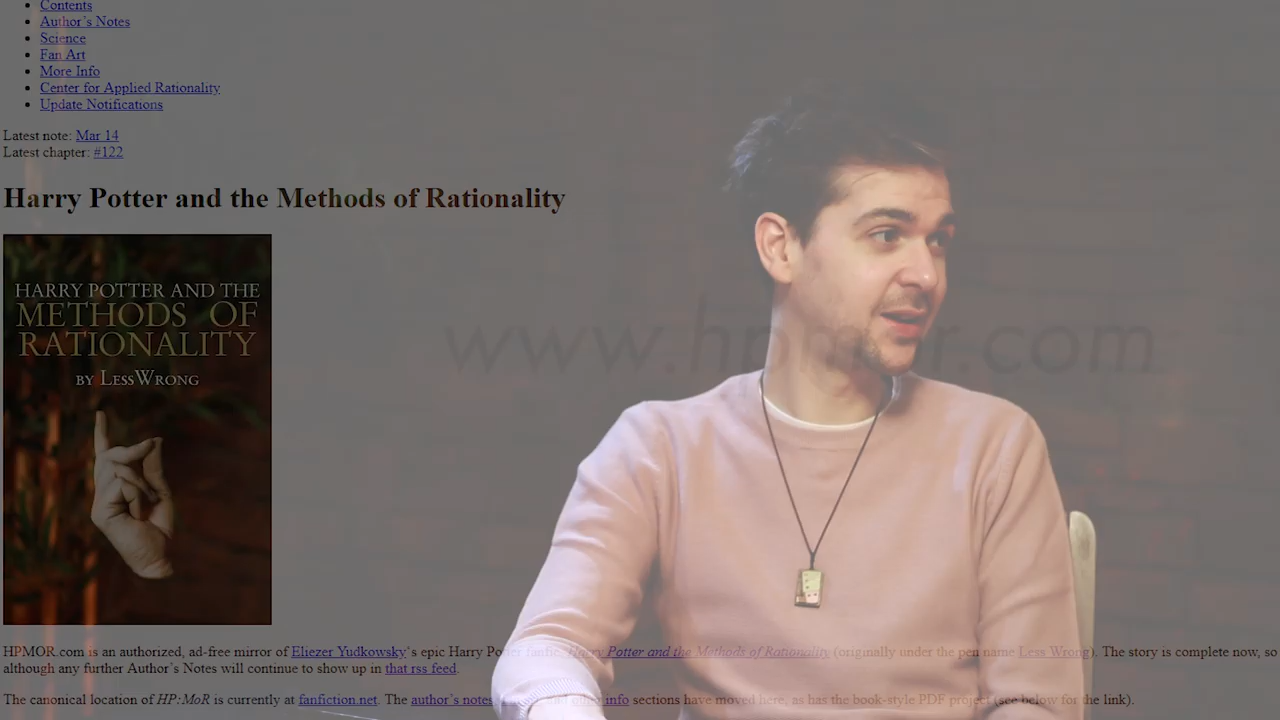 Contents
Author's Notes
Science
Fan Art
More Info
Center for Applied Rationality
Update Notifications
Latest note: Mar 14
Latest chapter: #122
Harry Potter and the Methods of Rationality
HARRY POTTER AND THE
METHODS OF
RATIONALITY
BY LESSWRONG
www.hpmor.com
HPMOR.com is an authorized, ad-free mirror of Eliezer Yudkowsky's epic Harry Potter fanfic, Harry Potter and the Methods of Rationality (originally under the pen name Less Wrong). The story is complete now, so
although any further Author's Notes will continue to show up in that rss feed.
The canonical location of HP:MoR is currently at fanfiction.net. The author's notes, and info sections have moved here, as has the book-style PDF project (see below for the link).